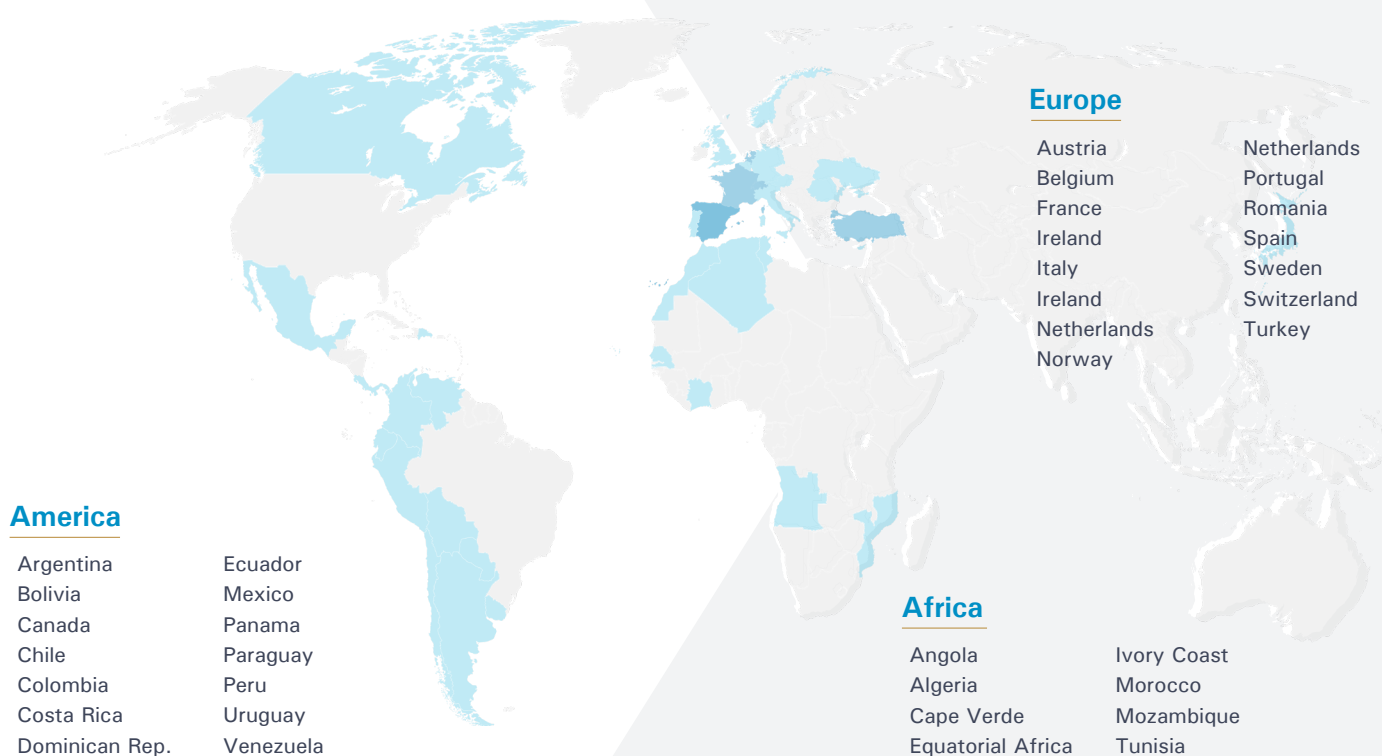 Europe
Austria
Belgium
France
Ireland
Italy
Ireland
Netherlands
Norway
Netherlands
Portugal
Romania
Spain
Sweden
Switzerland
Turkey
America
Argentina
Bolivia
Canada
Chile
Colombia
Costa Rica
Dominican Rep.
Ecuador
Mexico
Panama
Paraguay
Peru
Uruguay
Venezuela
Africa
Angola
Algeria
Cape Verde
Equatorial Africa
Ivory Coast
Morocco
Mozambique
Tunisia